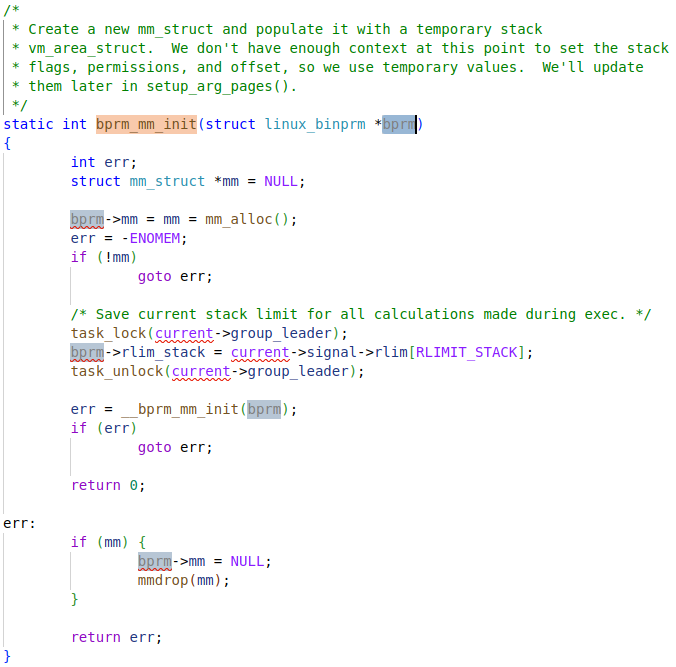 /*
 * Create a new mm_struct and populate it with a temporary stack
 * vm_area_struct.  We don't have enough context at this point to set the stack
 * flags, permissions, and offset, so we use temporary values.  We'll update
 * them later in setup_arg_pages().
 */
static int bprm_mm_init(struct linux_binprm *bprm)
{
        int err;
        struct mm_struct *mm = NULL;

        bprm->mm = mm = mm_alloc();
        err = -ENOMEM;
        if (!mm)
                goto err;

        /* Save current stack limit for all calculations made during exec. */
        task_lock(current->group_leader);
        bprm->rlim_stack = current->signal->rlim[RLIMIT_STACK];
        task_unlock(current->group_leader);

        err = __bprm_mm_init(bprm);
        if (err)
                goto err;

        return 0;

err:
        if (mm) {
                bprm->mm = NULL;
                mmdrop(mm);
        }

        return err;
}